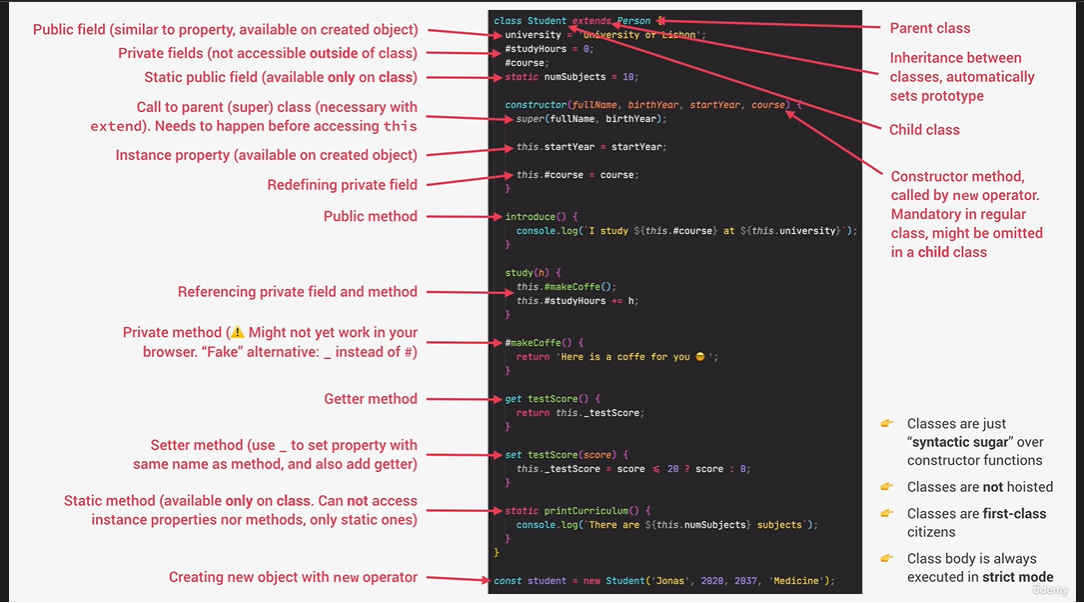 Public field (similar to property, available on created object)
Private fields (not accessible outside of class)
Static public field (available only on class)
Call to parent (super) class (necessary with
extend). Needs to happen before accessing this
Instance property (available on created object)
Redefining private field
Public method
Referencing private field and method
Private method (⚠️ Might not yet work in your
browser. “Fake” alternative: _ instead of #)
Getter method
Setter method (use _ to set property with
same name as method, and also add getter)
Static method (available only on class. Can not access
instance properties nor methods, only static ones)
Creating new object with new operator
class Student extends Person {
university = 'University of Lisbon';
#studyHours = 0;
#course;
static numSubjects = 10;
constructor(fullName, birthYear, startYear, course) {
super(fullName, birthYear);
this.startYear = startYear;
this.#course = course;
}
introduce() {
console.log(`I study ${this.#course} at ${this.university}`);
}
study(h) {
this.#makeCoffe();
this.#studyHours += h;
}
#makeCoffe() {
return 'Here is a coffe for you 😎';
}
get testScore() {
return this._testScore;
}
set testScore(score) {
this._testScore = score ≤ 20 ? score : 0;
}
static printCurriculum() {
console.log(`There are ${this.numSubjects} subjects`);
}
}
const student = new Student('Jonas', 2020, 2037, 'Medicine');
Parent class
Inheritance between
classes, automatically
sets prototype
Child class
Constructor method,
called by new operator.
Mandatory in regular
class, might be omitted
in a child class
👉 Classes are just
“syntactic sugar” over
constructor functions
👉 Classes are not hoisted
👉 Classes are first-class
citizens
👉 Class body is always
executed in strict mode
ûdemy